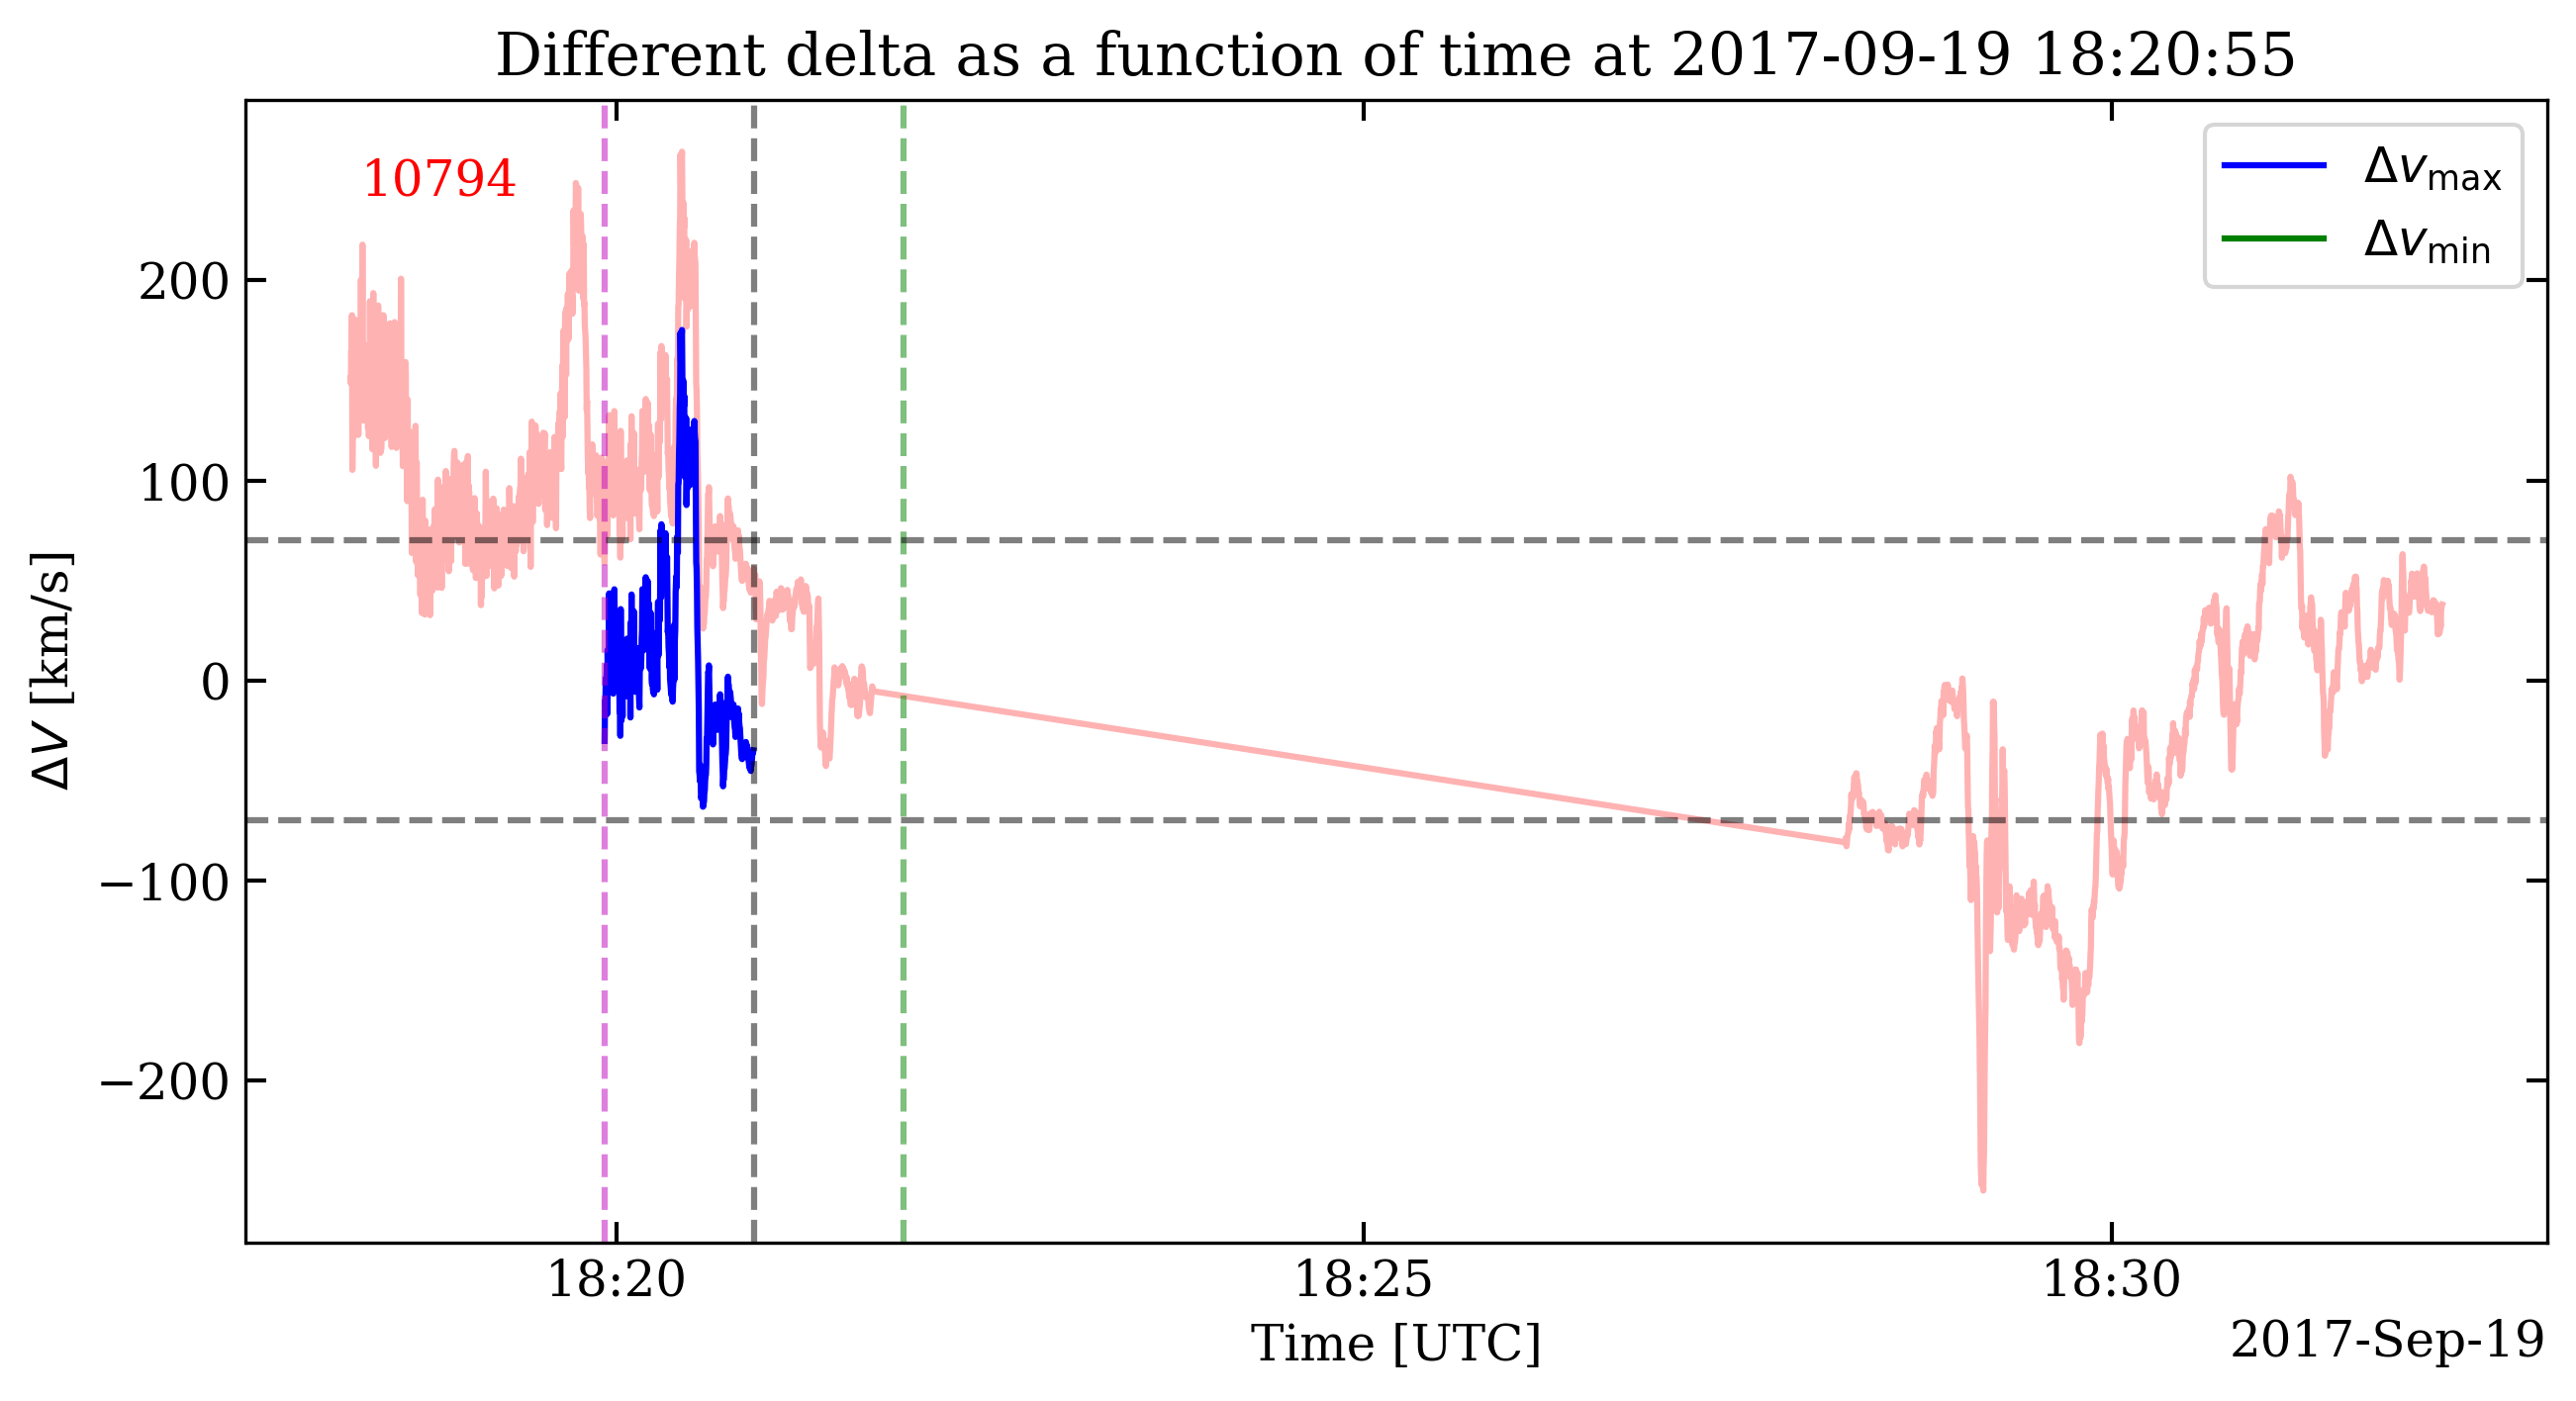 Different delta as a function of time at 2017-09-19 18:20:55
10794
Δv_max
Δv_min
200
100
0
−100
−200
ΔV [km/s]
18:20
18:25
18:30
Time [UTC]
2017-Sep-19